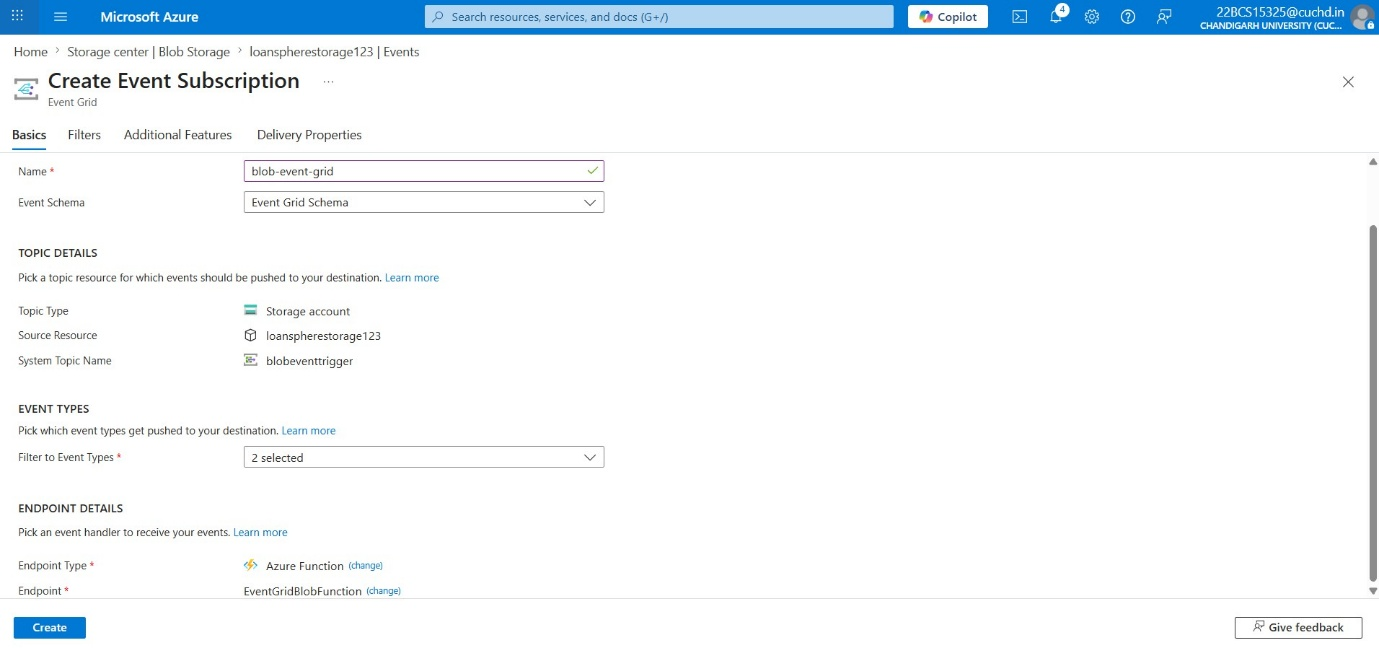 Microsoft Azure
Search resources, services, and docs (G+/)
Copilot
4
22BCS15325@cuchd.in
CHANDIGARH UNIVERSITY (CUC...
Home > Storage center | Blob Storage > loanspherestorage123 | Events
Create Event Subscription ...
Event Grid
Basics Filters Additional Features Delivery Properties
Name * blob-event-grid
Event Schema Event Grid Schema
TOPIC DETAILS
Pick a topic resource for which events should be pushed to your destination. Learn more
Topic Type Storage account
Source Resource loanspherestorage123
System Topic Name blobeventtrigger
EVENT TYPES
Pick which event types get pushed to your destination. Learn more
Filter to Event Types * 2 selected
ENDPOINT DETAILS
Pick an event handler to receive your events. Learn more
Endpoint Type * Azure Function (change)
Endpoint * EventGridBlobFunction (change)
Create
Give feedback